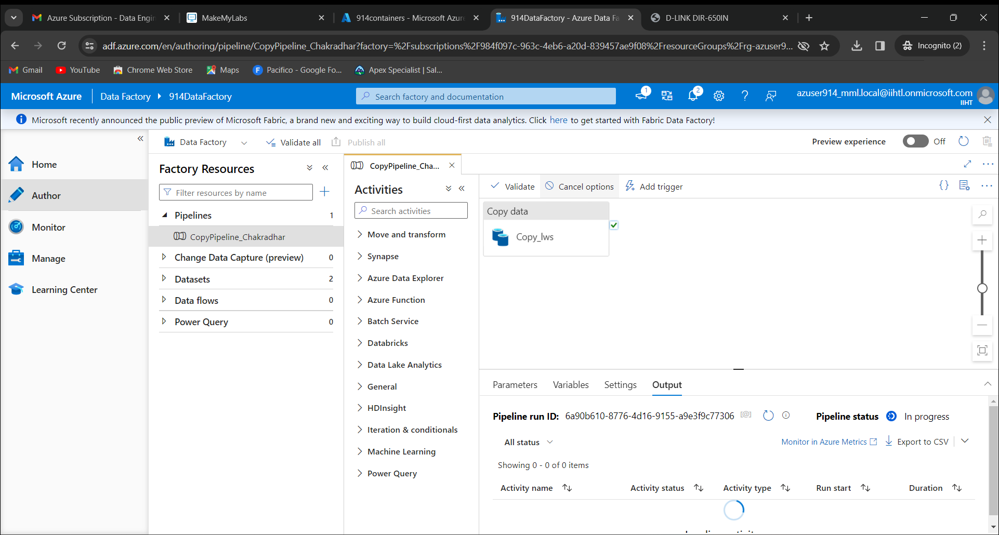 Azure Subscription - Data Engin
MakeMyLabs
914containers - Microsoft Azure
914DataFactory - Azure Data Fa
D-LINK DIR-650IN
adf.azure.com/en/authoring/pipeline/CopyPipeline_Chakradhar?factory=%2Fsubscriptions%2F984f097c-963c-4eb6-a20d-839457ae9f08%2FresourceGroups%2Frg-azuser9...
Incognito (2)
Gmail
YouTube
Chrome Web Store
Maps
Pacifico - Google Fo...
Apex Specialist | Sal...
Microsoft Azure
Data Factory
914DataFactory
Search factory and documentation
1
2
azuser914_mml.local@iihtl.onmicrosoft.com
IIHT
Microsoft recently announced the public preview of Microsoft Fabric, a brand new and exciting way to build cloud-first data analytics. Click here to get started with Fabric Data Factory!
Home
Author
Monitor
Manage
Learning Center
Data Factory
Validate all
Publish all
Preview experience
Off
Factory Resources
Filter resources by name
Pipelines 1
CopyPipeline_Chakradhar
Change Data Capture (preview) 0
Datasets 2
Data flows 0
Power Query 0
CopyPipeline_Cha...
Activities
Search activities
Move and transform
Synapse
Azure Data Explorer
Azure Function
Batch Service
Databricks
Data Lake Analytics
General
HDInsight
Iteration & conditionals
Machine Learning
Power Query
Validate
Cancel options
Add trigger
Copy data
Copy_lws
Parameters
Variables
Settings
Output
Pipeline run ID: 6a90b610-8776-4d16-9155-a9e3f9c77306
Pipeline status
In progress
All status
Monitor in Azure Metrics
Export to CSV
Showing 0 - 0 of 0 items
Activity name
Activity status
Activity type
Run start
Duration